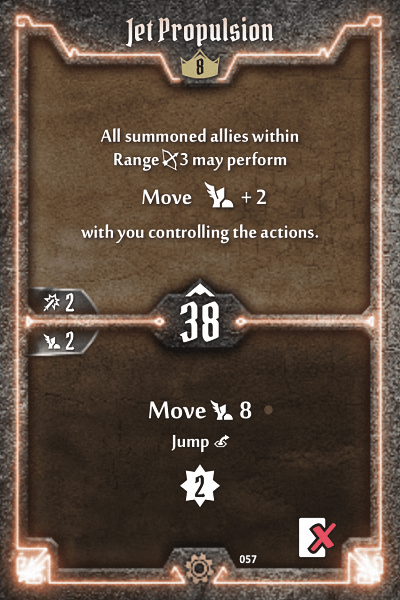 Jet Propulsion
8
All summoned allies within
Range 3 may perform
Move + 2
with you controlling the actions.
2
38
2
Move 8
Jump
2
057